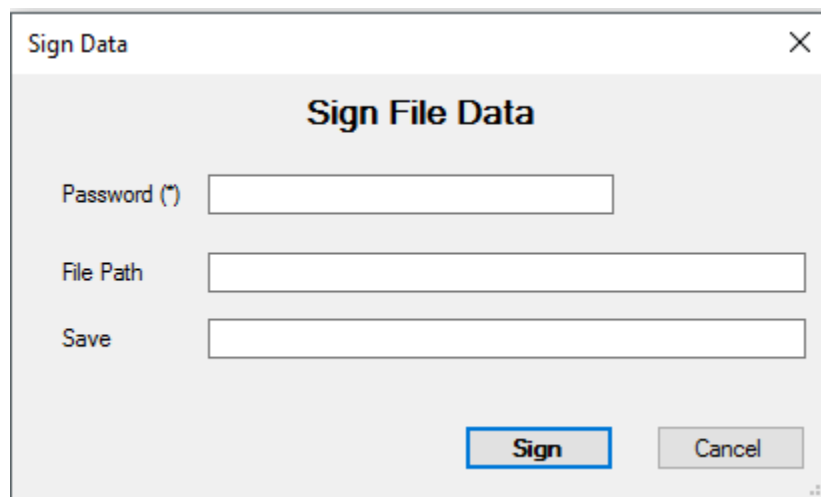 Sign Data
Sign File Data
Password (*)
File Path
Save
Sign Cancel